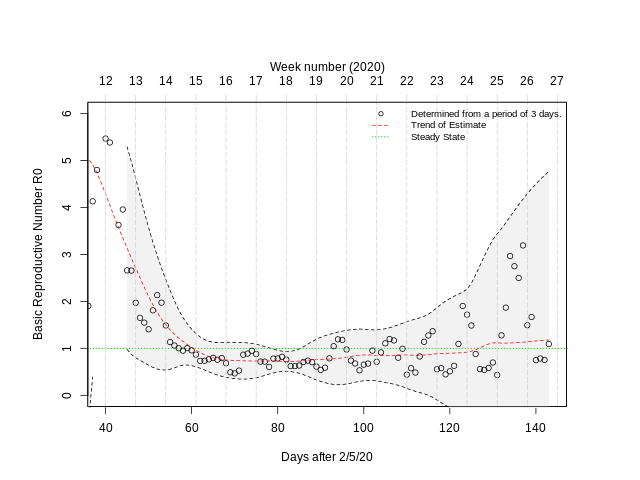 Week number (2020)
12 13 14 15 16 17 18 19 20 21 22 23 24 25 26 27
Determined from a period of 3 days.
Trend of Estimate
Steady State
Basic Reproductive Number R0
6
5
4
3
2
1
0
40 60 80 100 120 140
Days after 2/5/20